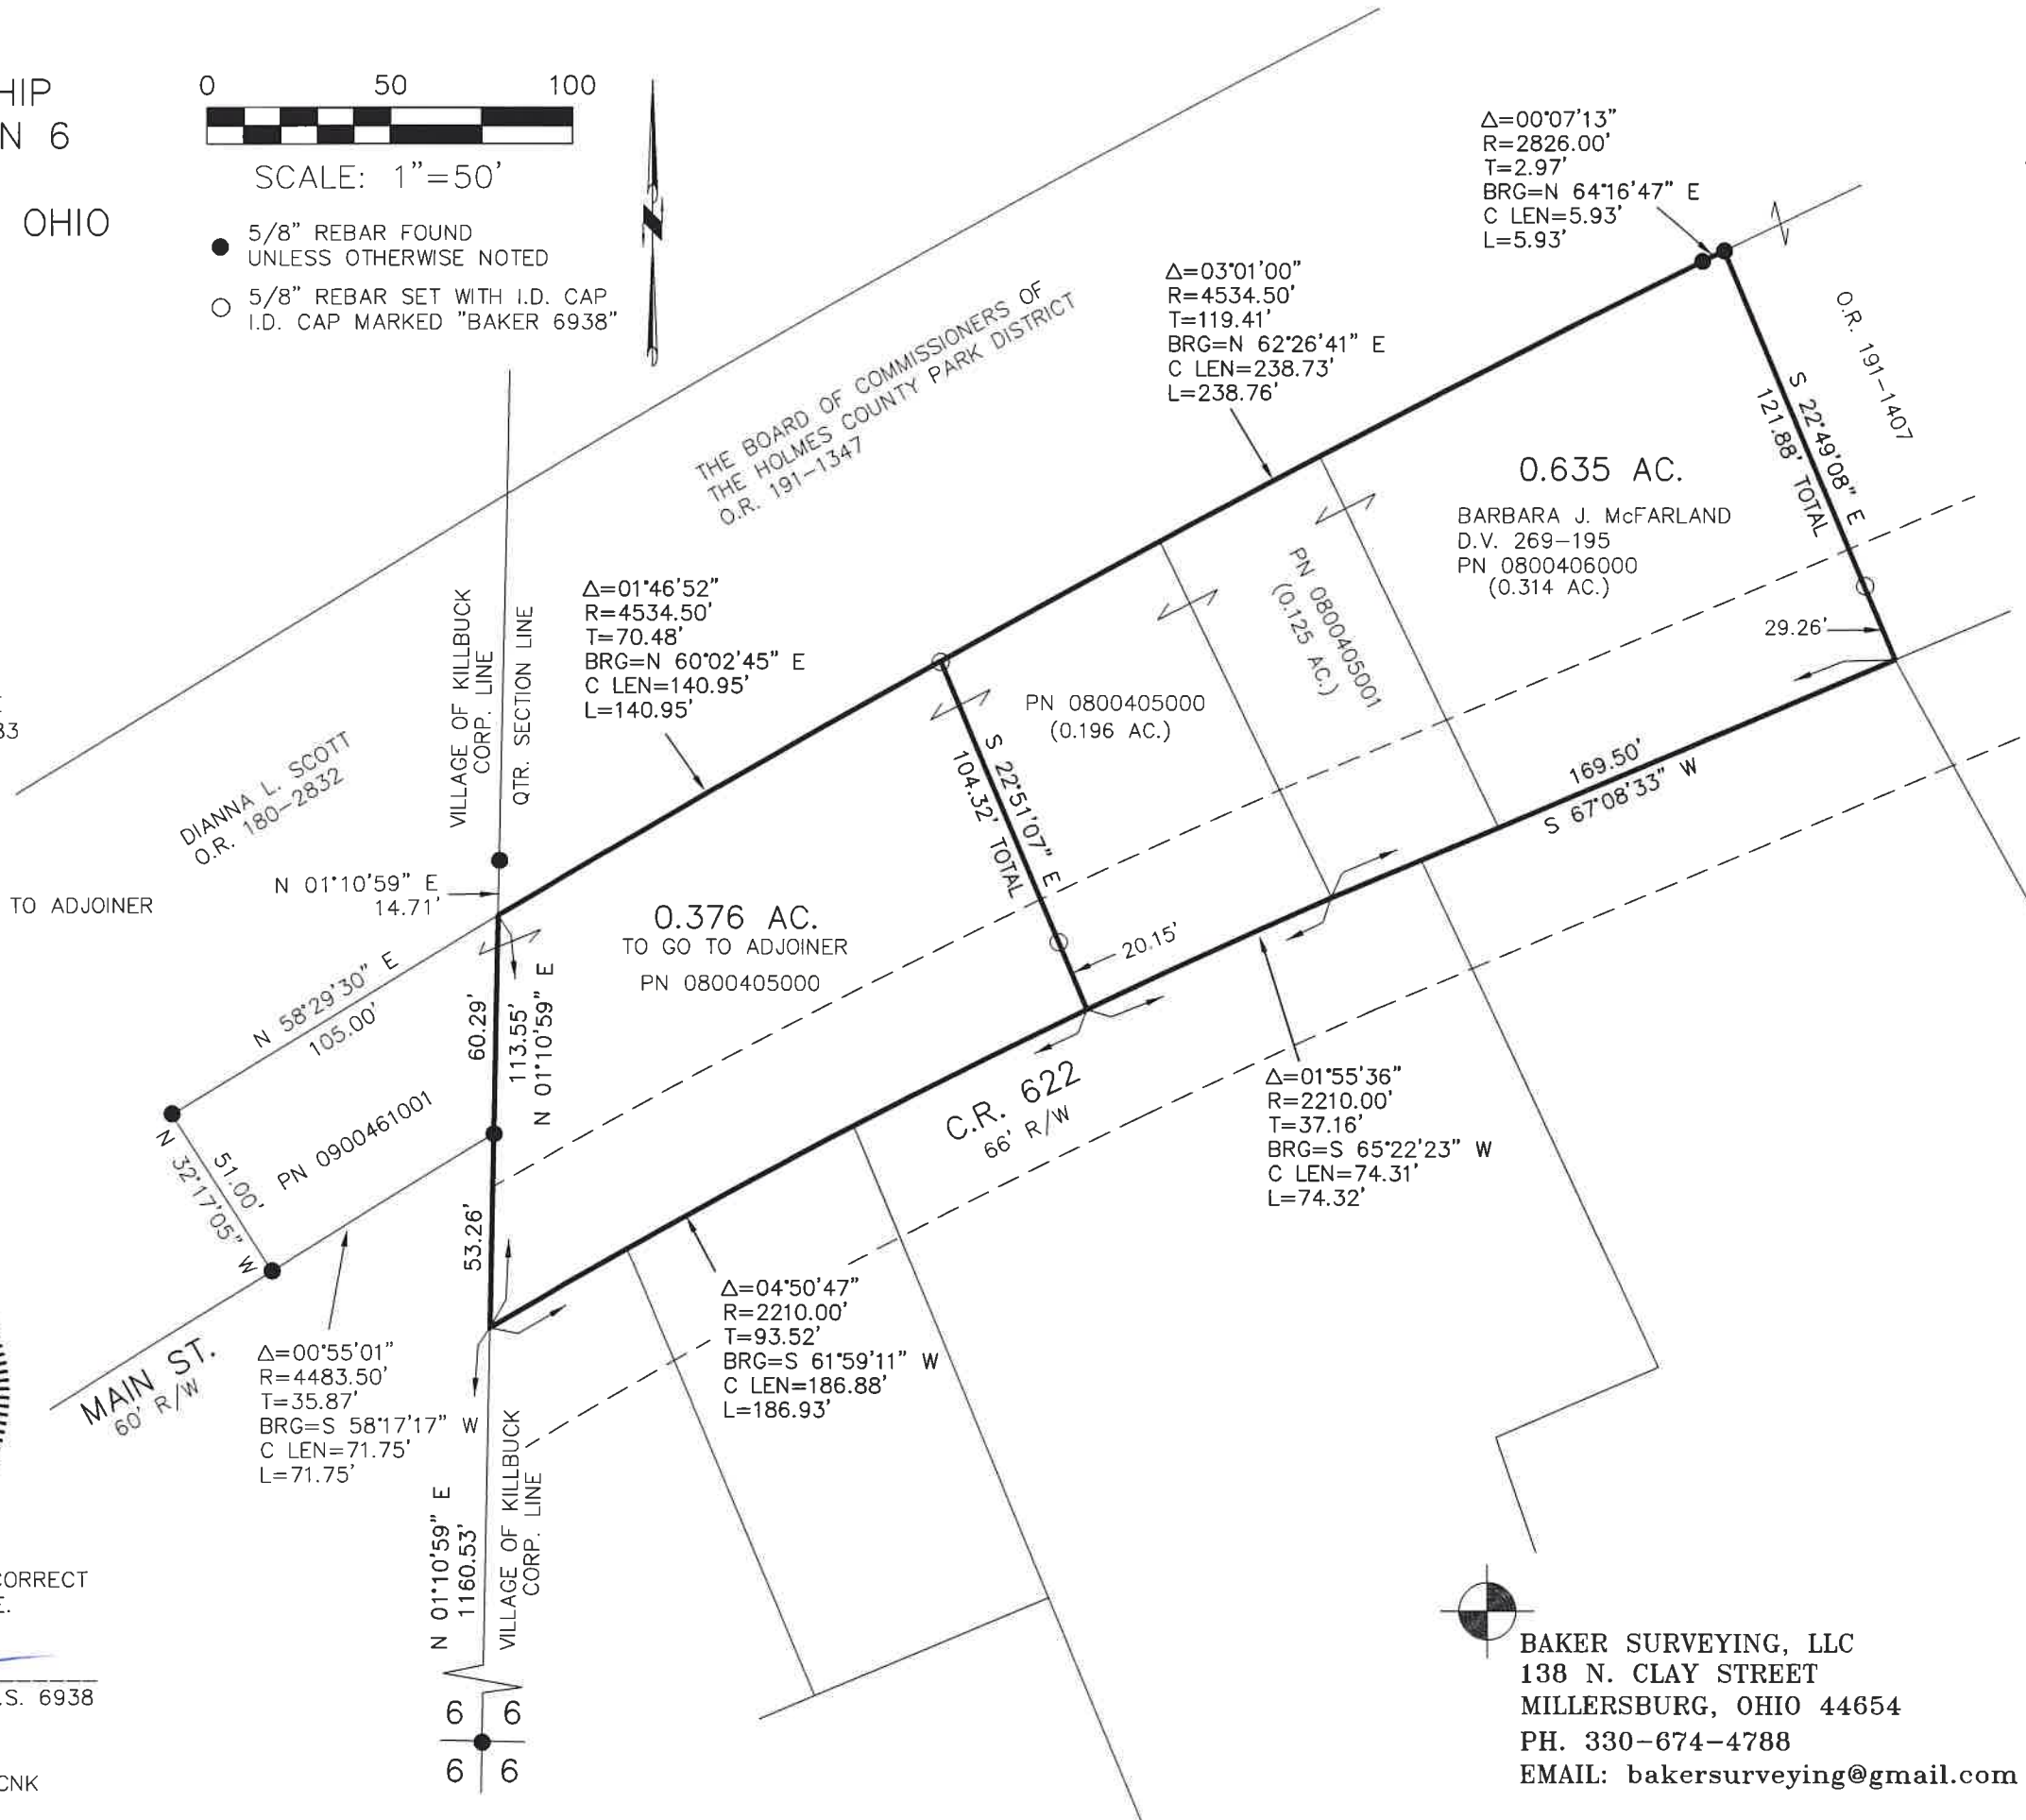 HIP
N 6
OHIO
0 50 100
SCALE: 1"=50'
5/8" REBAR FOUND
UNLESS OTHERWISE NOTED
5/8" REBAR SET WITH I.D. CAP
I.D. CAP MARKED "BAKER 6938"
N
Δ=00°07'13"
R=2826.00'
T=2.97'
BRG=N 64°16'47" E
C LEN=5.93'
L=5.93'
Δ=03°01'00"
R=4534.50'
T=119.41'
BRG=N 62°26'41" E
C LEN=238.73'
L=238.76'
THE BOARD OF COMMISSIONERS OF
THE HOLMES COUNTY PARK DISTRICT
O.R. 191-1347
O.R. 191-1407
S 22°49'08" E
121.88' TOTAL
0.635 AC.
BARBARA J. McFARLAND
D.V. 269-195
PN 0800406000
(0.314 AC.)
29.26'
PN 0800405001
(0.125 AC.)
Δ=01°46'52"
R=4534.50'
T=70.48'
BRG=N 60°02'45" E
C LEN=140.95'
L=140.95'
VILLAGE OF KILLBUCK
CORP. LINE
QTR. SECTION LINE
PN 0800405000
(0.196 AC.)
S 22°51'07" E
104.32' TOTAL
169.50'
S 67°08'33" W
83
DIANNA L. SCOTT
O.R. 180-2832
TO ADJOINER
N 01°10'59" E
14.71'
0.376 AC.
TO GO TO ADJOINER
PN 0800405000
20.15'
N 58°29'30" E
105.00'
60.29'
113.55'
N 01°10'59" E
C.R. 622
66' R/W
Δ=01°55'36"
R=2210.00'
T=37.16'
BRG=S 65°22'23" W
C LEN=74.31'
L=74.32'
PN 0900461001
51.00'
N 32°17'05" W
53.26'
Δ=04°50'47"
R=2210.00'
T=93.52'
BRG=S 61°59'11" W
C LEN=186.88'
L=186.93'
MAIN ST.
60' R/W
Δ=00°55'01"
R=4483.50'
T=35.87'
BRG=S 58°17'17" W
C LEN=71.75'
L=71.75'
N 01°10'59" E
1160.53'
VILLAGE OF KILLBUCK
CORP. LINE
CORRECT
E.
.S. 6938
CNK
6 6
6 6
BAKER SURVEYING, LLC
138 N. CLAY STREET
MILLERSBURG, OHIO 44654
PH. 330-674-4788
EMAIL: bakersurveying@gmail.com